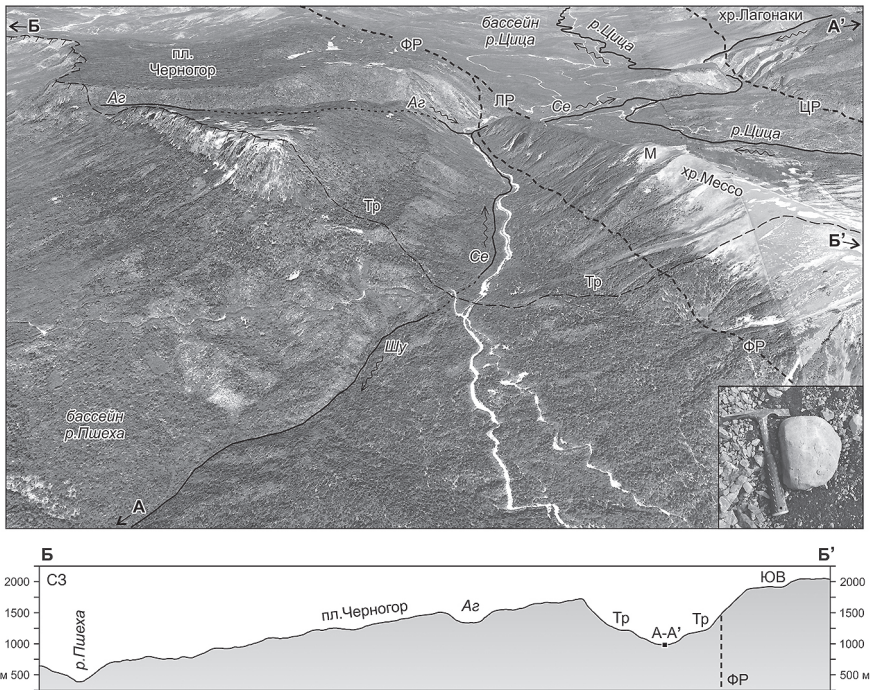 Б
бассейн
р.Цица
р.Цица
хр.Лагонаки
А’
ФР
пл.
Черногор
Аг
Аг
ЛР
Се
ЦР
р.Цица
М
хр.Мессо
Тр
Б’
Се
Тр
Шу
ФР
бассейн
р.Пшеха
А
Б
Б’
СЗ
ЮВ
2000
2000
1500
1500
1000
1000
м 500
500 м
р.Пшеха
пл.Черногор
Аг
Тр
А-А’
Тр
ФР